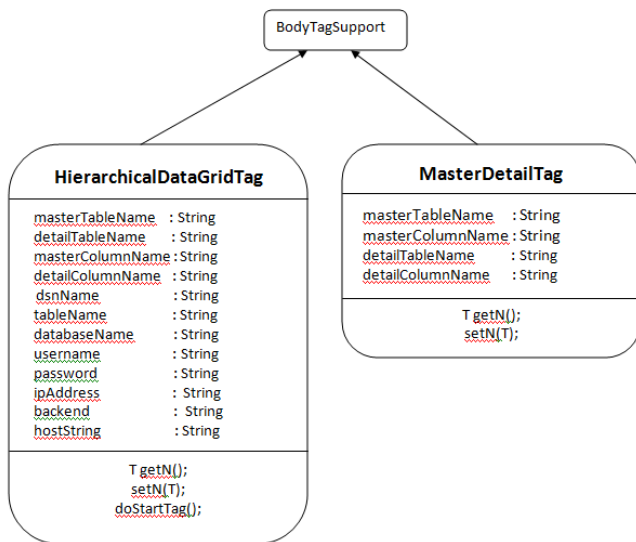 BodyTagSupport
HierarchicalDataGridTag
masterTableName : String
detailTableName : String
masterColumnName : String
detailColumnName : String
dsnName : String
tableName : String
databaseName : String
username : String
password : String
ipAddress : String
backend : String
hostString : String
T getN();
setN(T);
doStartTag();
MasterDetailTag
masterTableName : String
masterColumnName : String
detailTableName : String
detailColumnName : String
T getN();
setN(T);